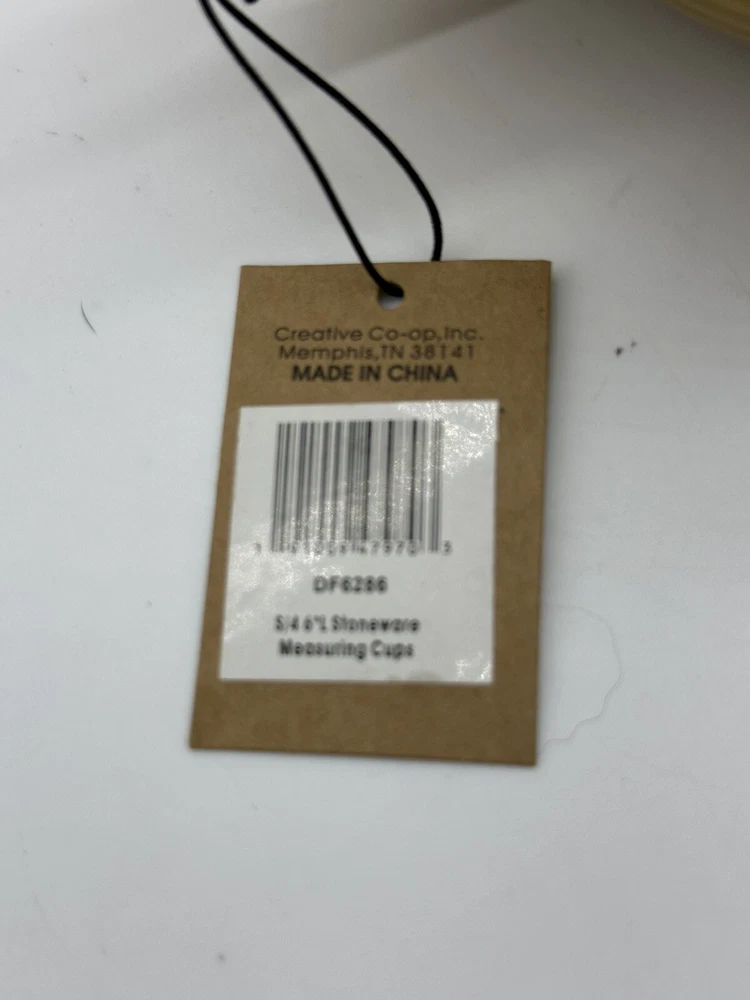 Creative Co-op,Inc.
Memphis,TN 38141
MADE IN CHINA
DF6286
S/4 6"L Stoneware
Measuring Cups